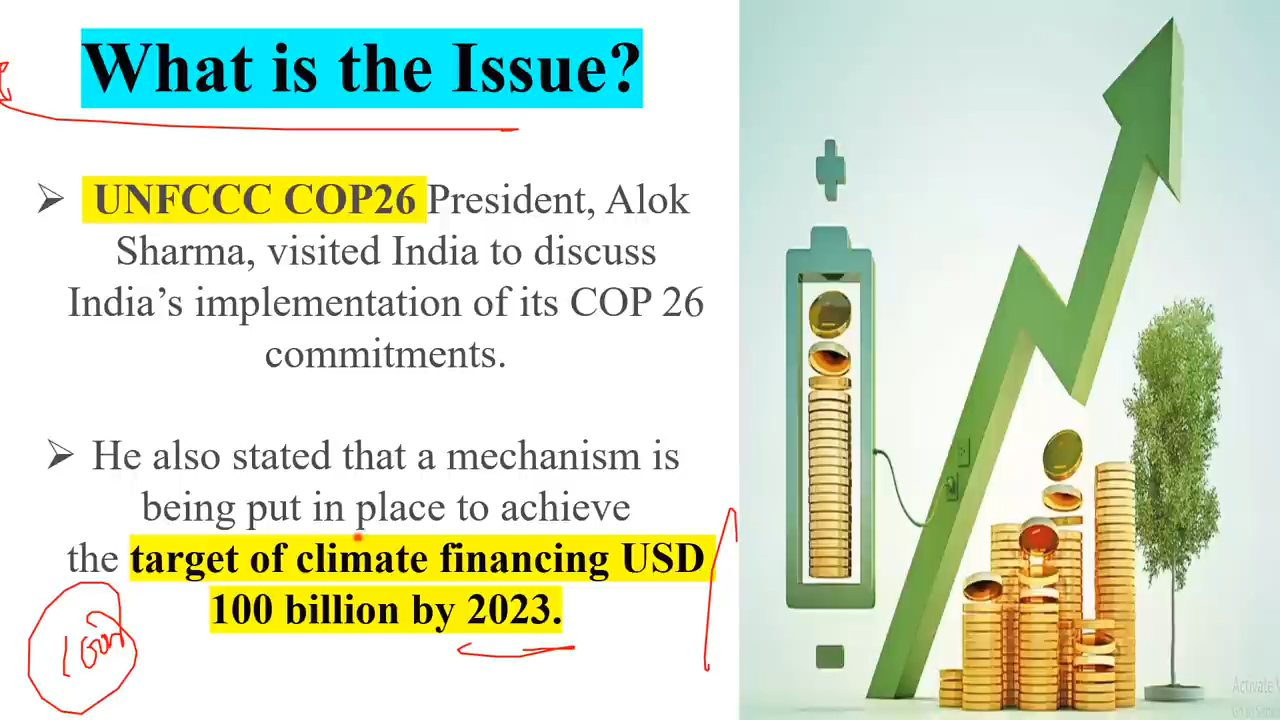 What is the Issue?
➢ UNFCCC COP26 President, Alok
Sharma, visited India to discuss
India’s implementation of its COP 26
commitments.
➢ He also stated that a mechanism is
being put in place to achieve
the target of climate financing USD
100 billion by 2023.
Activate